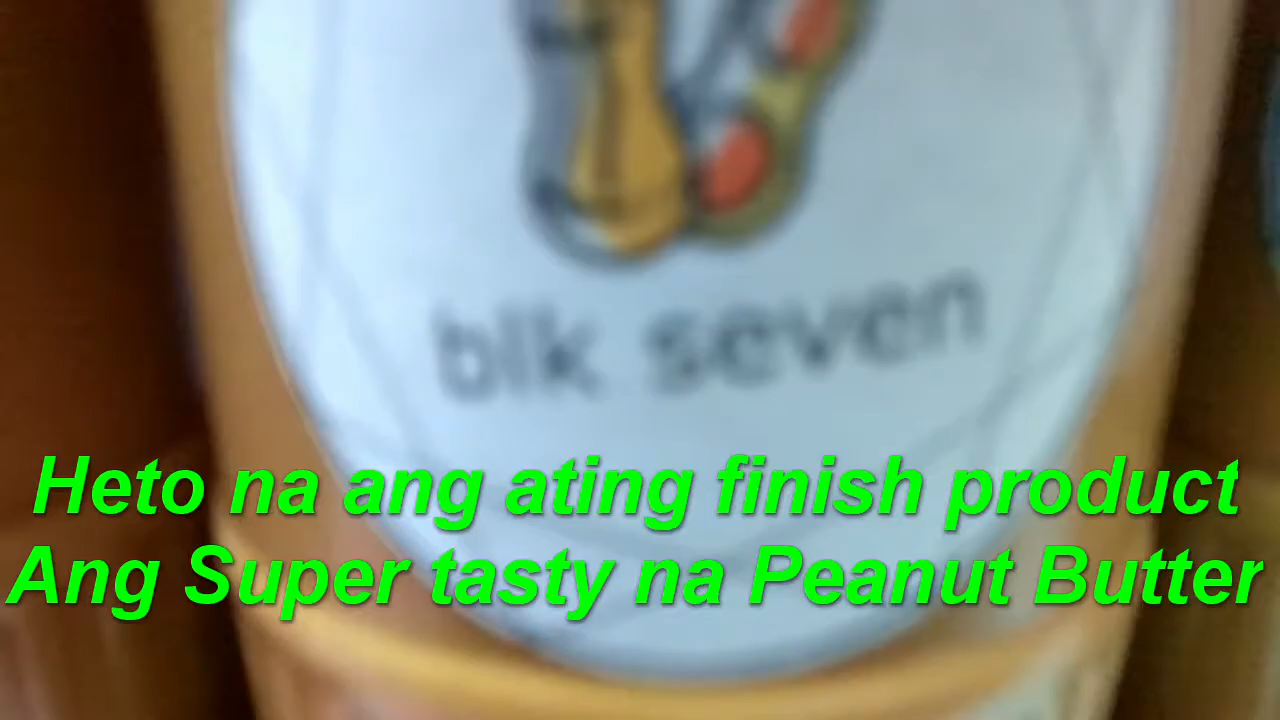 blk seven
Heto na ang ating finish product
Ang Super tasty na Peanut Butter